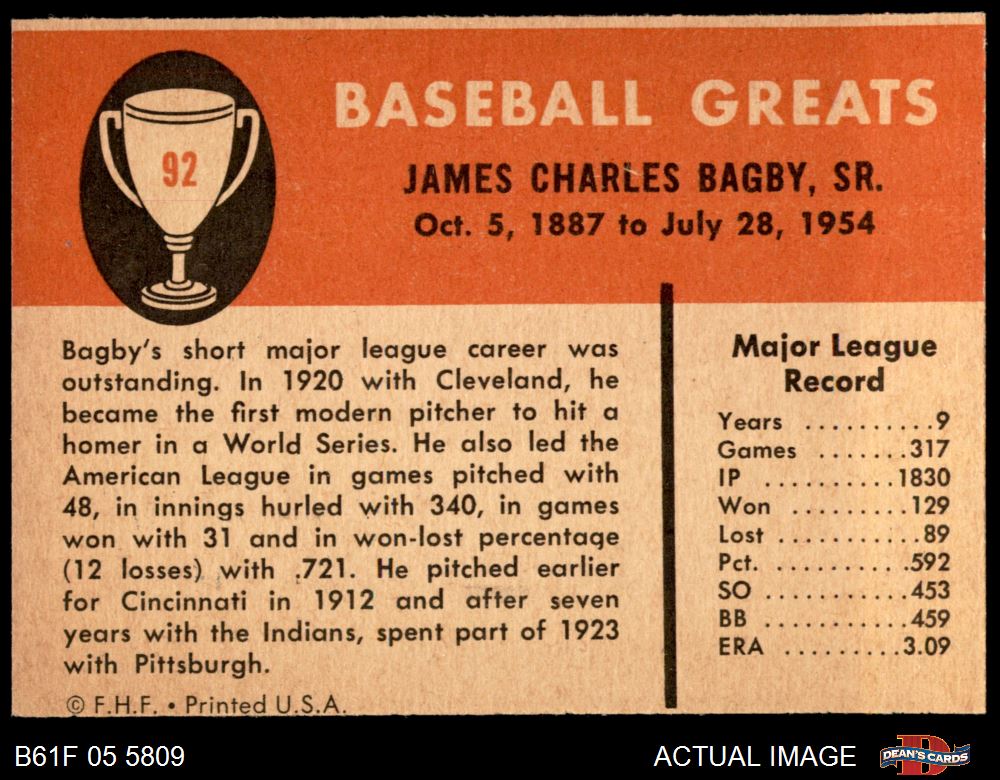 92
BASEBALL GREATS
JAMES CHARLES BAGBY, SR.
Oct. 5, 1887 to July 28, 1954
Bagby's short major league career was
outstanding. In 1920 with Cleveland, he
became the first modern pitcher to hit a
homer in a World Series. He also led the
American League in games pitched with
48, in innings hurled with 340, in games
won with 31 and in won-lost percentage
(12 losses) with .721. He pitched earlier
for Cincinnati in 1912 and after seven
years with the Indians, spent part of 1923
with Pittsburgh.
© F.H.F. • Printed U.S.A.
Major League
Record
Years ..........9
Games .......317
IP ..........1830
Won .........129
Lost ...........89
Pct. ..........592
SO ...........453
BB ...........459
ERA .........3.09
B61F 05 5809
ACTUAL IMAGE
D
DEAN'S CARDS